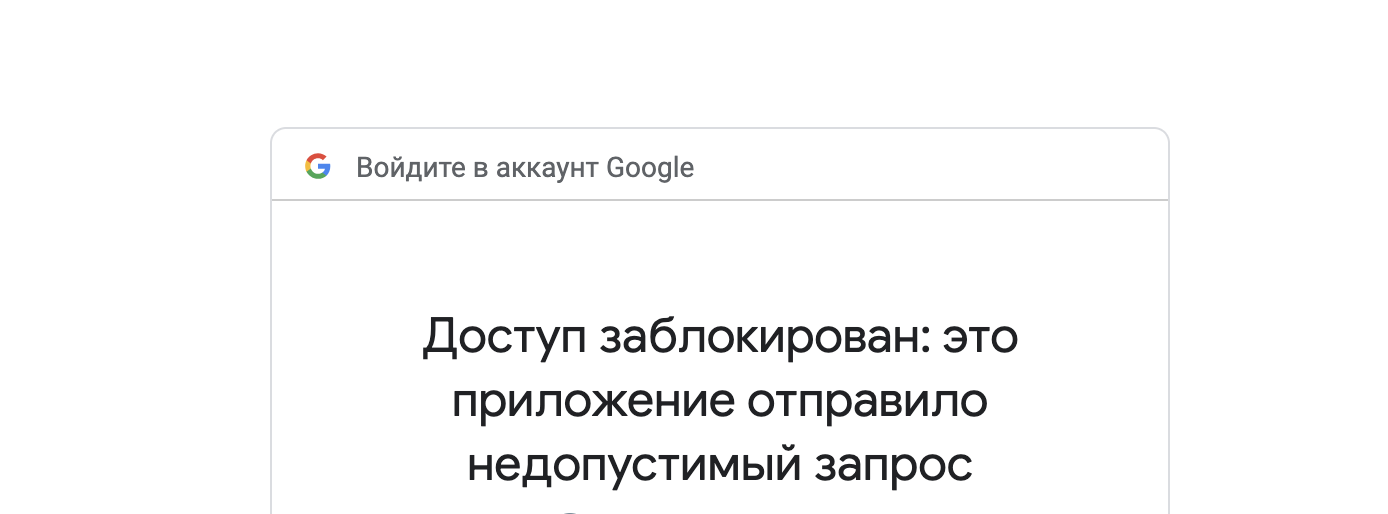 Войдите в аккаунт Google
Доступ заблокирован: это
приложение отправило
недопустимый запрос